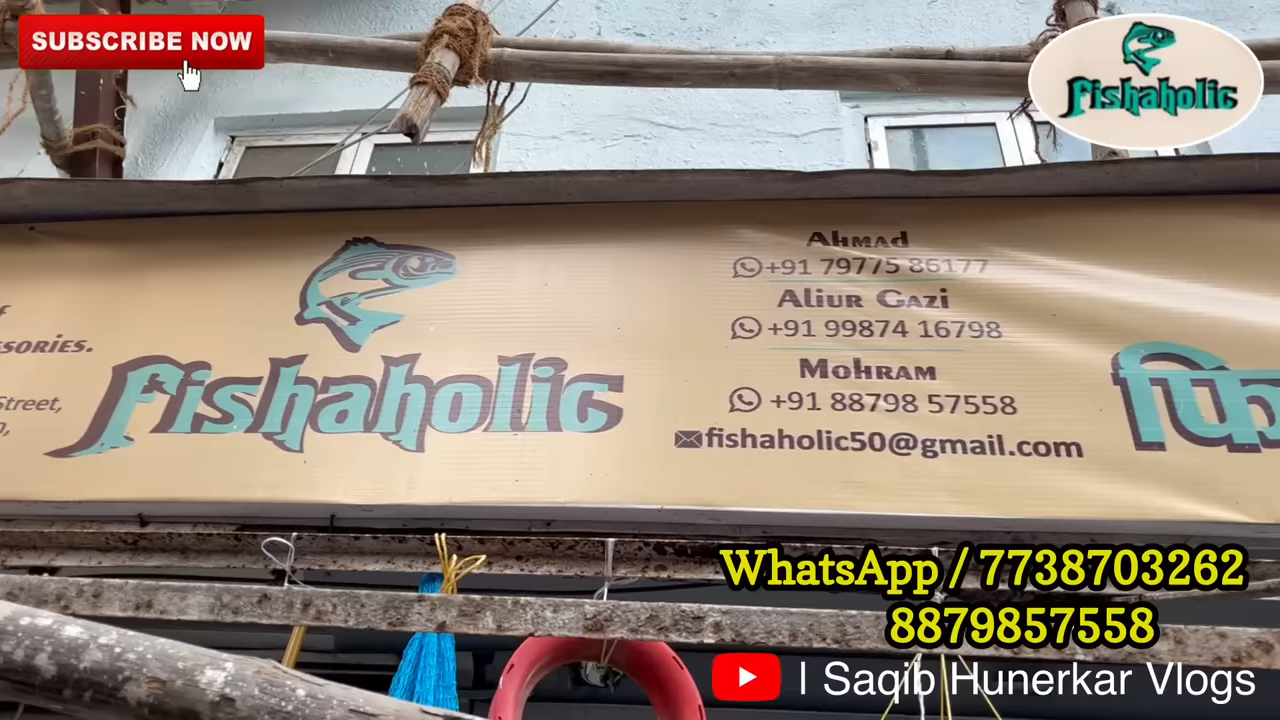 SUBSCRIBE NOW
Fishaholic
SORIES.
Street,
Fishaholic
Ahmad
+91 79775 86177
Aliur Gazi
+91 99874 16798
Mohram
+91 88798 57558
fishaholic50@gmail.com
फि
WhatsApp / 7738703262
8879857558
| Saqib Hunerkar Vlogs